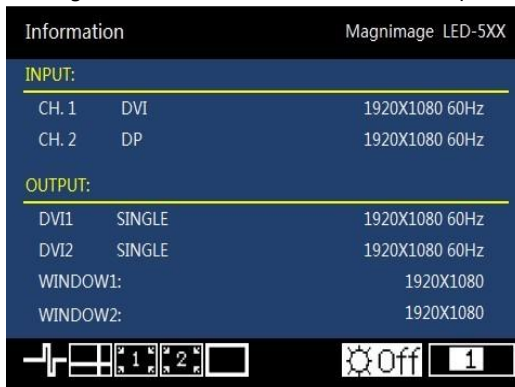 Information Magnimage LED-5XX
INPUT:
CH. 1 DVI 1920X1080 60Hz
CH. 2 DP 1920X1080 60Hz
OUTPUT:
DVI1 SINGLE 1920X1080 60Hz
DVI2 SINGLE 1920X1080 60Hz
WINDOW1: 1920X1080
WINDOW2: 1920X1080
1 2 Off 1